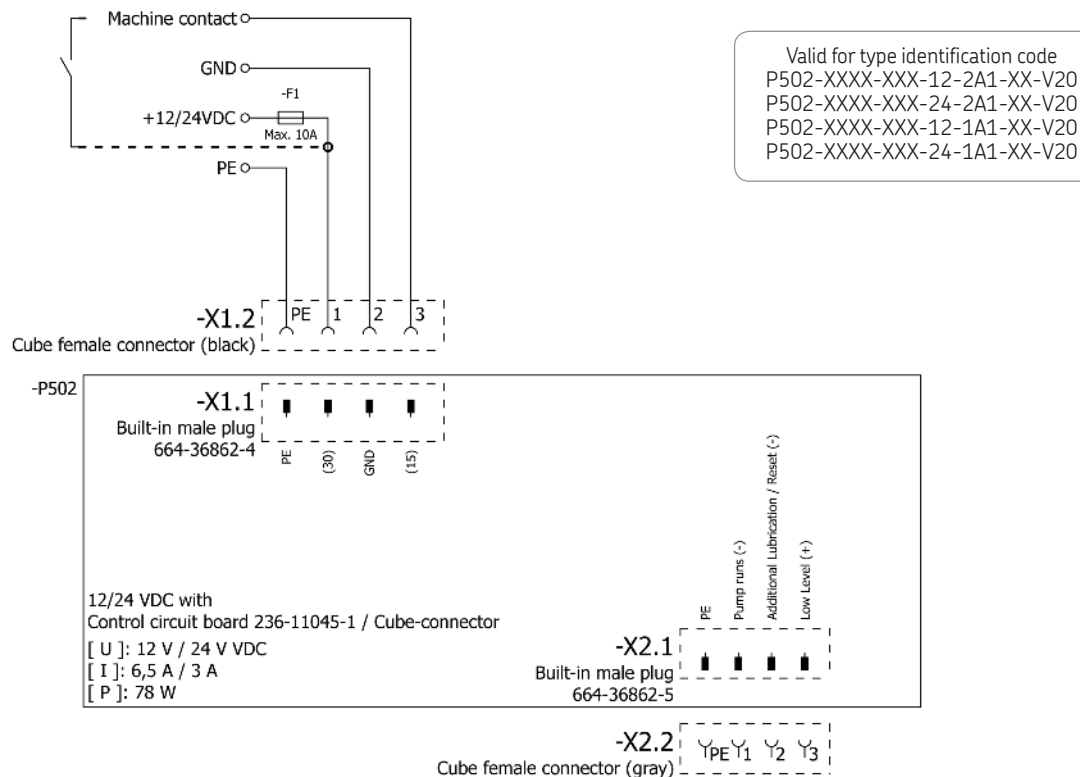 Machine contact
GND
-F1
+12/24VDC
Max. 10A
PE
Valid for type identification code
P502-XXXX-XXX-12-2A1-XX-V20
P502-XXXX-XXX-24-2A1-XX-V20
P502-XXXX-XXX-12-1A1-XX-V20
P502-XXXX-XXX-24-1A1-XX-V20
-X1.2 PE 1 2 3
Cube female connector (black)
-P502
-X1.1
Built-in male plug
664-36862-4
PE
(30)
GND
(15)
PE
Pump runs (-)
Additional Lubrication / Reset (-)
Low Level (+)
12/24 VDC with
Control circuit board 236-11045-1 / Cube-connector
[ U ]: 12 V / 24 V VDC
[ I ]: 6,5 A / 3 A
[ P ]: 78 W
-X2.1
Built-in male plug
664-36862-5
-X2.2 PE 1 2 3
Cube female connector (gray)